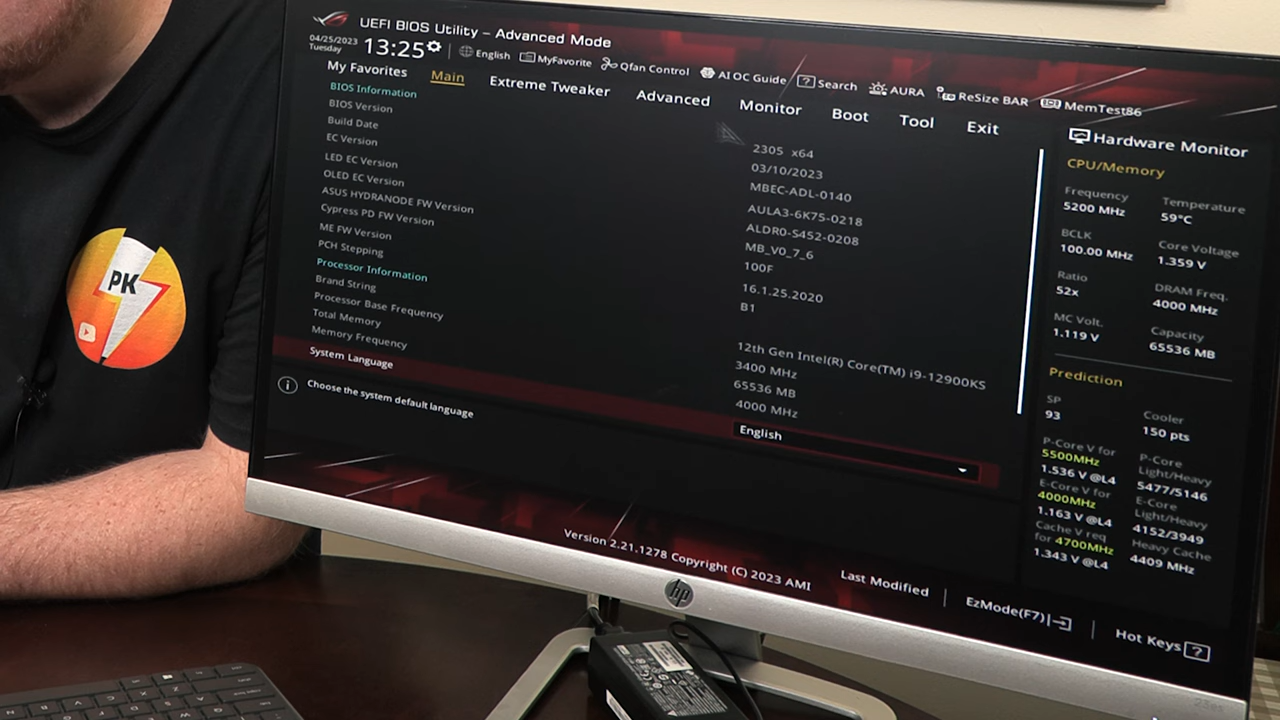 UEFI BIOS Utility – Advanced Mode
04/25/2023
Tuesday
13:25
English
MyFavorite
Qfan Control
AI OC Guide
Search
AURA
ReSize BAR
MemTest86
My Favorites
Main
Extreme Tweaker
Advanced
Monitor
Boot
Tool
Exit
BIOS Information
BIOS Version 2305 x64
Build Date 03/10/2023
EC Version MBEC-ADL-0140
LED EC Version AULA3-6K75-0218
OLED EC Version ALDR0-S452-0208
ASUS HYDRANODE FW Version MB_V0_7_6
Cypress PD FW Version 100F
ME FW Version 16.1.25.2020
PCH Stepping B1
Processor Information
Brand String 12th Gen Intel(R) Core(TM) i9-12900KS
Processor Base Frequency 3400 MHz
Total Memory 65536 MB
Memory Frequency 4000 MHz
System Language English
Choose the system default language
Hardware Monitor
CPU/Memory
Frequency Temperature
5200 MHz 59°C
BCLK Core Voltage
100.00 MHz 1.359 V
Ratio DRAM Freq.
52x 4000 MHz
MC Volt. Capacity
1.119 V 65536 MB
Prediction
SP Cooler
93 150 pts
P-Core V for P-Core
5500MHz Light/Heavy
1.536 V @L4 5477/5146
E-Core V for E-Core
4000MHz Light/Heavy
1.163 V @L4 4152/3949
Cache V req Heavy Cache
for 4700MHz 4409 MHz
1.343 V @L4
Version 2.21.1278 Copyright (C) 2023 AMI
Last Modified
EzMode(F7)
Hot Keys ?
hp
PK